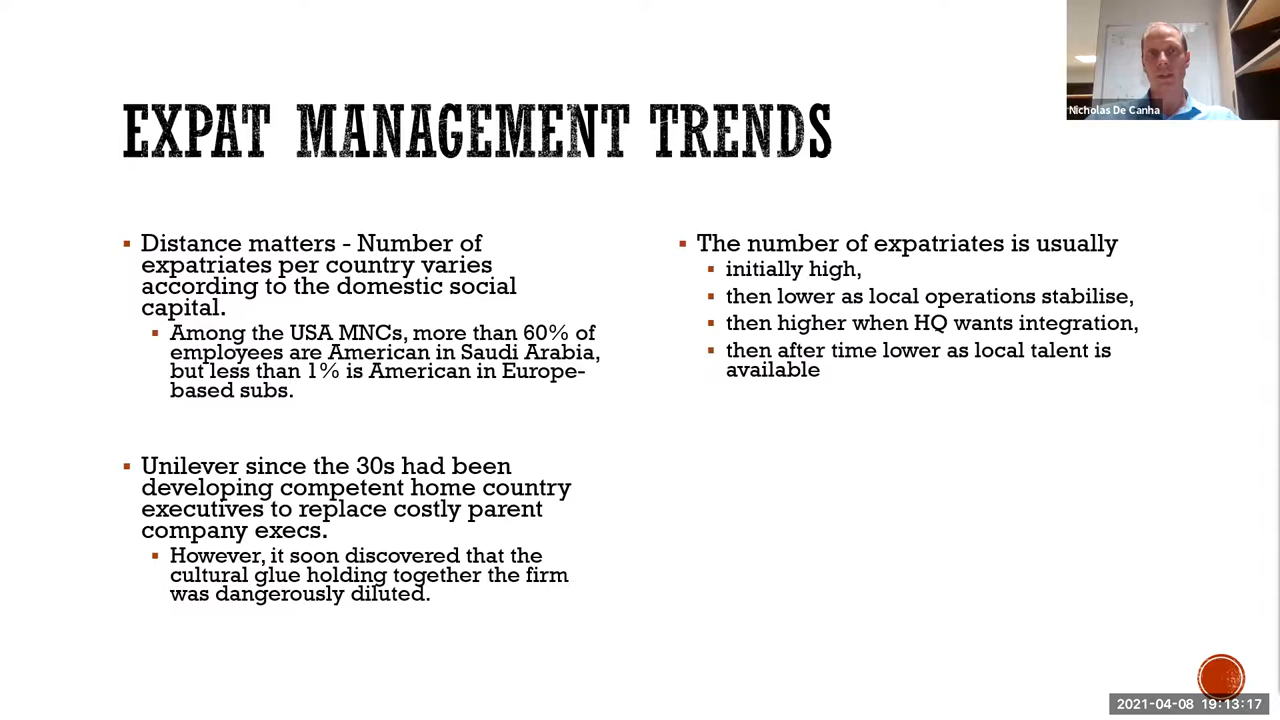 EXPAT MANAGEMENT TRENDS
Distance matters - Number of
expatriates per country varies
according to the domestic social
capital.
Among the USA MNCs, more than 60% of
employees are American in Saudi Arabia,
but less than 1% is American in Europe-
based subs.
Unilever since the 30s had been
developing competent home country
executives to replace costly parent
company execs.
However, it soon discovered that the
cultural glue holding together the firm
was dangerously diluted.
The number of expatriates is usually
initially high,
then lower as local operations stabilise,
then higher when HQ wants integration,
then after time lower as local talent is
available
Nicholas De Canha
2021-04-08 19:13:17